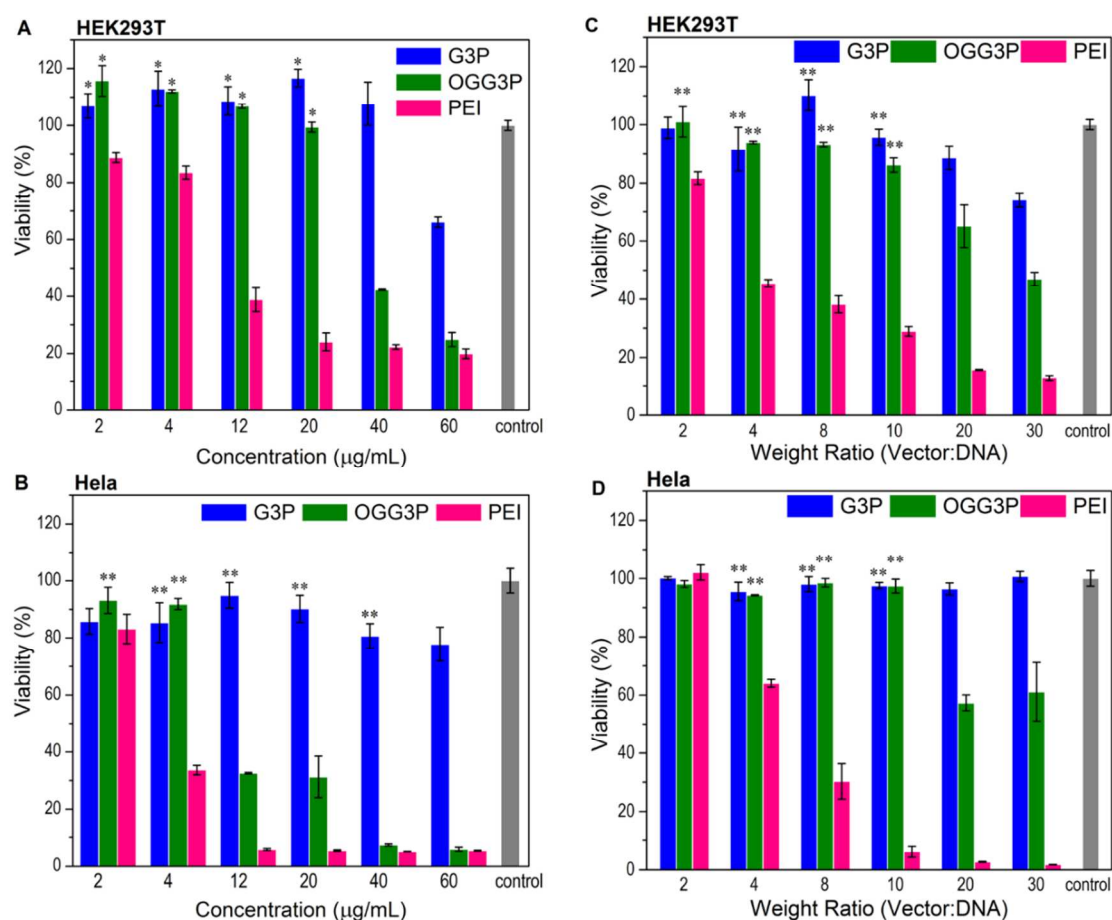 A
HEK293T
G3P
OGG3P
PEI
Viability (%)
120
100
80
60
40
20
0
* * * * * * * *
2 4 12 20 40 60 control
Concentration (μg/mL)
B
Hela
G3P OGG3P PEI
Viability (%)
120
100
80
60
40
20
0
** ** ** ** ** **
2 4 12 20 40 60 control
Concentration (μg/mL)
C
HEK293T
G3P OGG3P PEI
Viability (%)
120
100
80
60
40
20
0
** ** ** ** ** ** **
2 4 8 10 20 30 control
Weight Ratio (Vector:DNA)
D
Hela
G3P OGG3P PEI
Viability (%)
120
100
80
60
40
20
0
** ** ** ** ** **
2 4 8 10 20 30 control
Weight Ratio (Vector:DNA)